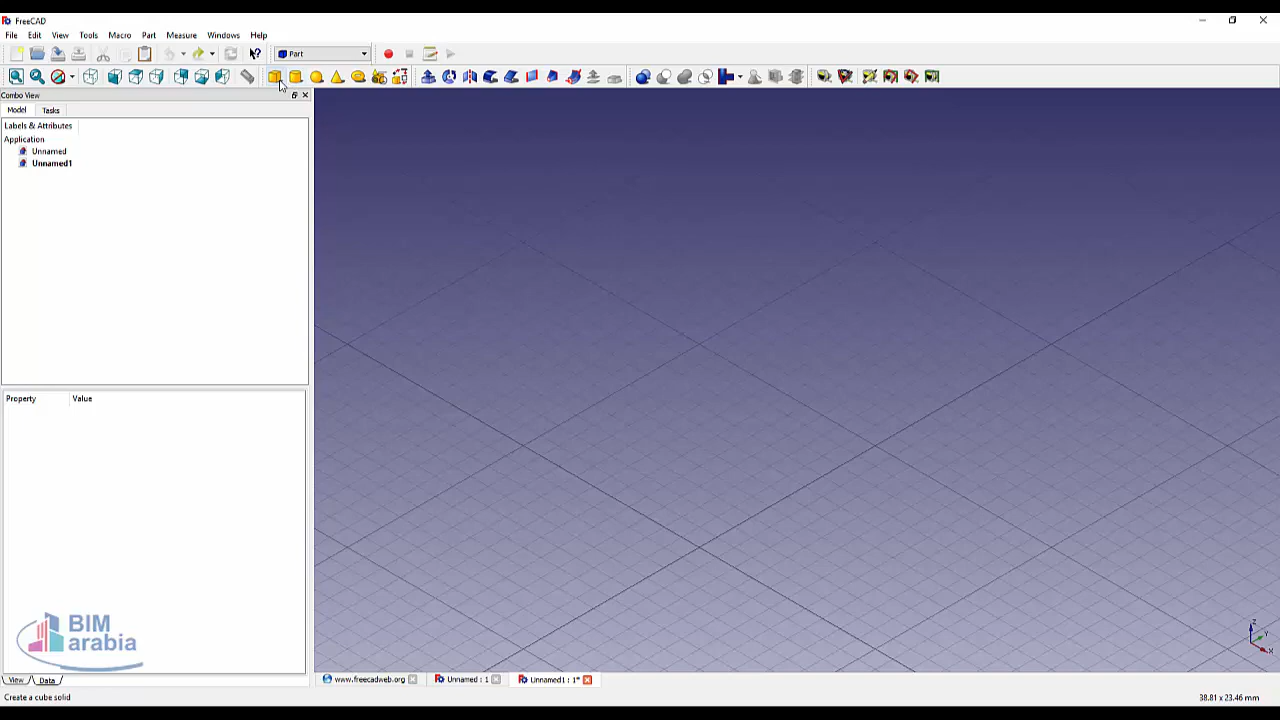 FreeCAD
File Edit View Tools Macro Part Measure Windows Help
Part
Combo View
Model Tasks
Labels & Attributes
Application
Unnamed
Unnamed1
Property Value
BIM
arabia
View Data
www.freecadweb.org Unnamed : 1 Unnamed1 : 1*
Create a cube solid 38.81 x 23.46 mm
Z
Y
X